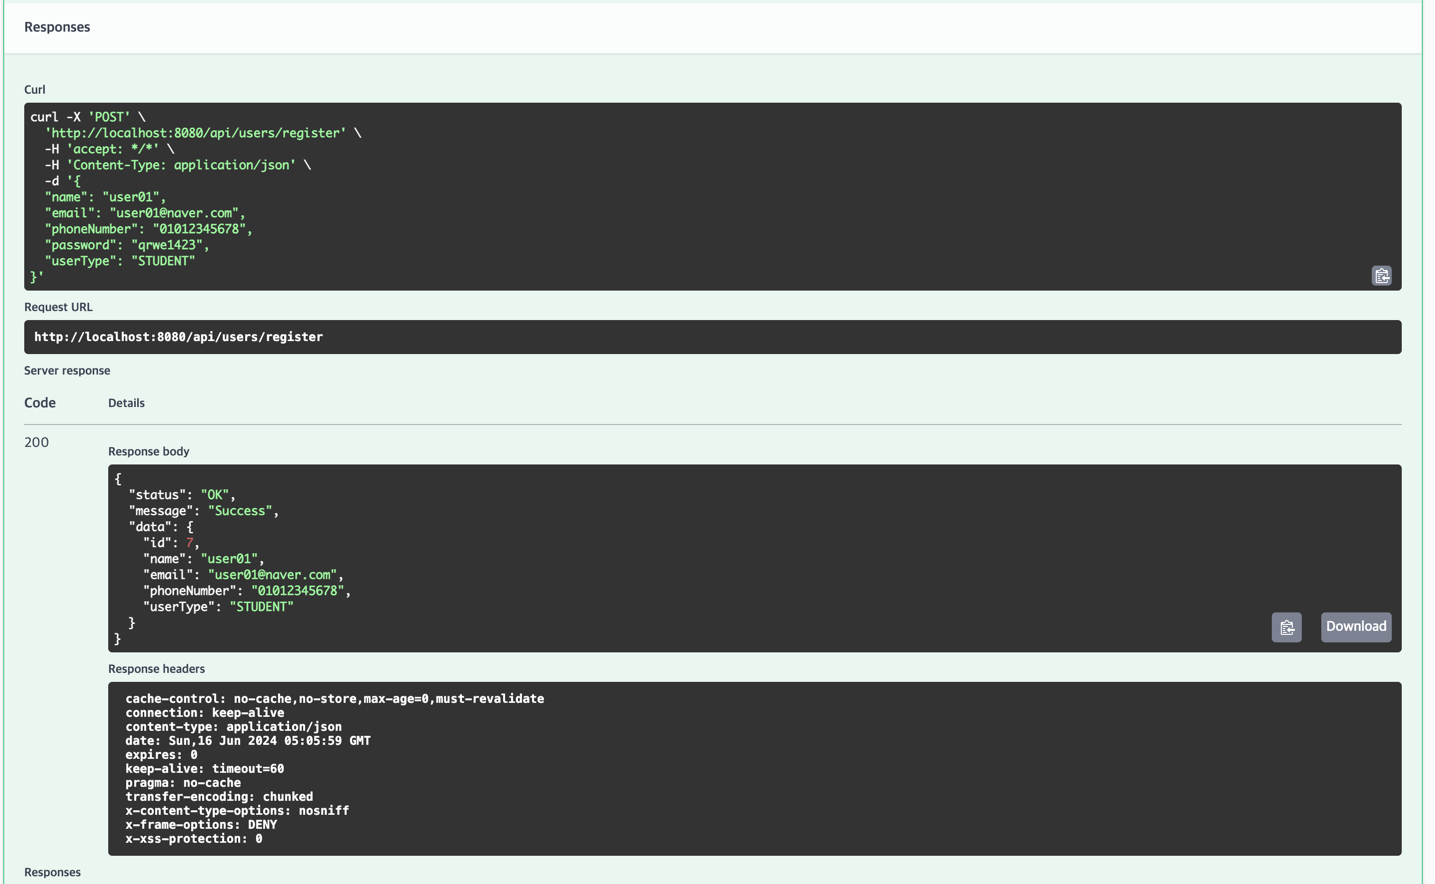 Responses
Curl
curl -X 'POST' \
  'http://localhost:8080/api/users/register' \
  -H 'accept: */*' \
  -H 'Content-Type: application/json' \
  -d '{
  "name": "user01",
  "email": "user01@naver.com",
  "phoneNumber": "01012345678",
  "password": "qrwe1423",
  "userType": "STUDENT"
}'
Request URL
http://localhost:8080/api/users/register
Server response
Code Details
200
Response body
{
  "status": "OK",
  "message": "Success",
  "data": {
    "id": 7,
    "name": "user01",
    "email": "user01@naver.com",
    "phoneNumber": "01012345678",
    "userType": "STUDENT"
  }
}
Download
Response headers
cache-control: no-cache,no-store,max-age=0,must-revalidate
connection: keep-alive
content-type: application/json
date: Sun,16 Jun 2024 05:05:59 GMT
expires: 0
keep-alive: timeout=60
pragma: no-cache
transfer-encoding: chunked
x-content-type-options: nosniff
x-frame-options: DENY
x-xss-protection: 0
Responses